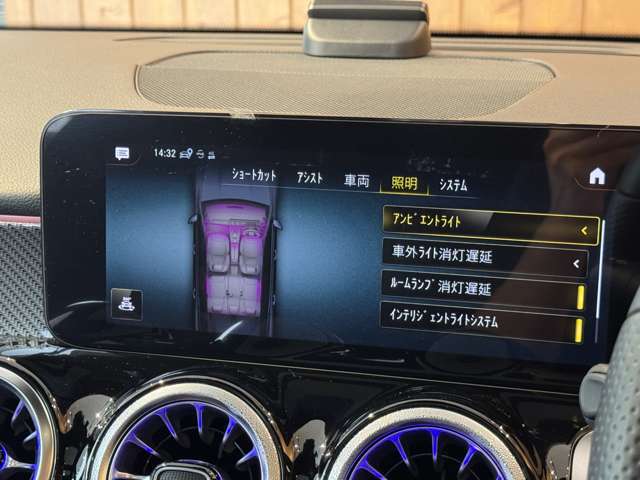 14:32
ショートカット アシスト 車両 照明 システム
アンビエントライト
車外ライト消灯遅延
ルームランプ消灯遅延
インテリジェントライトシステム